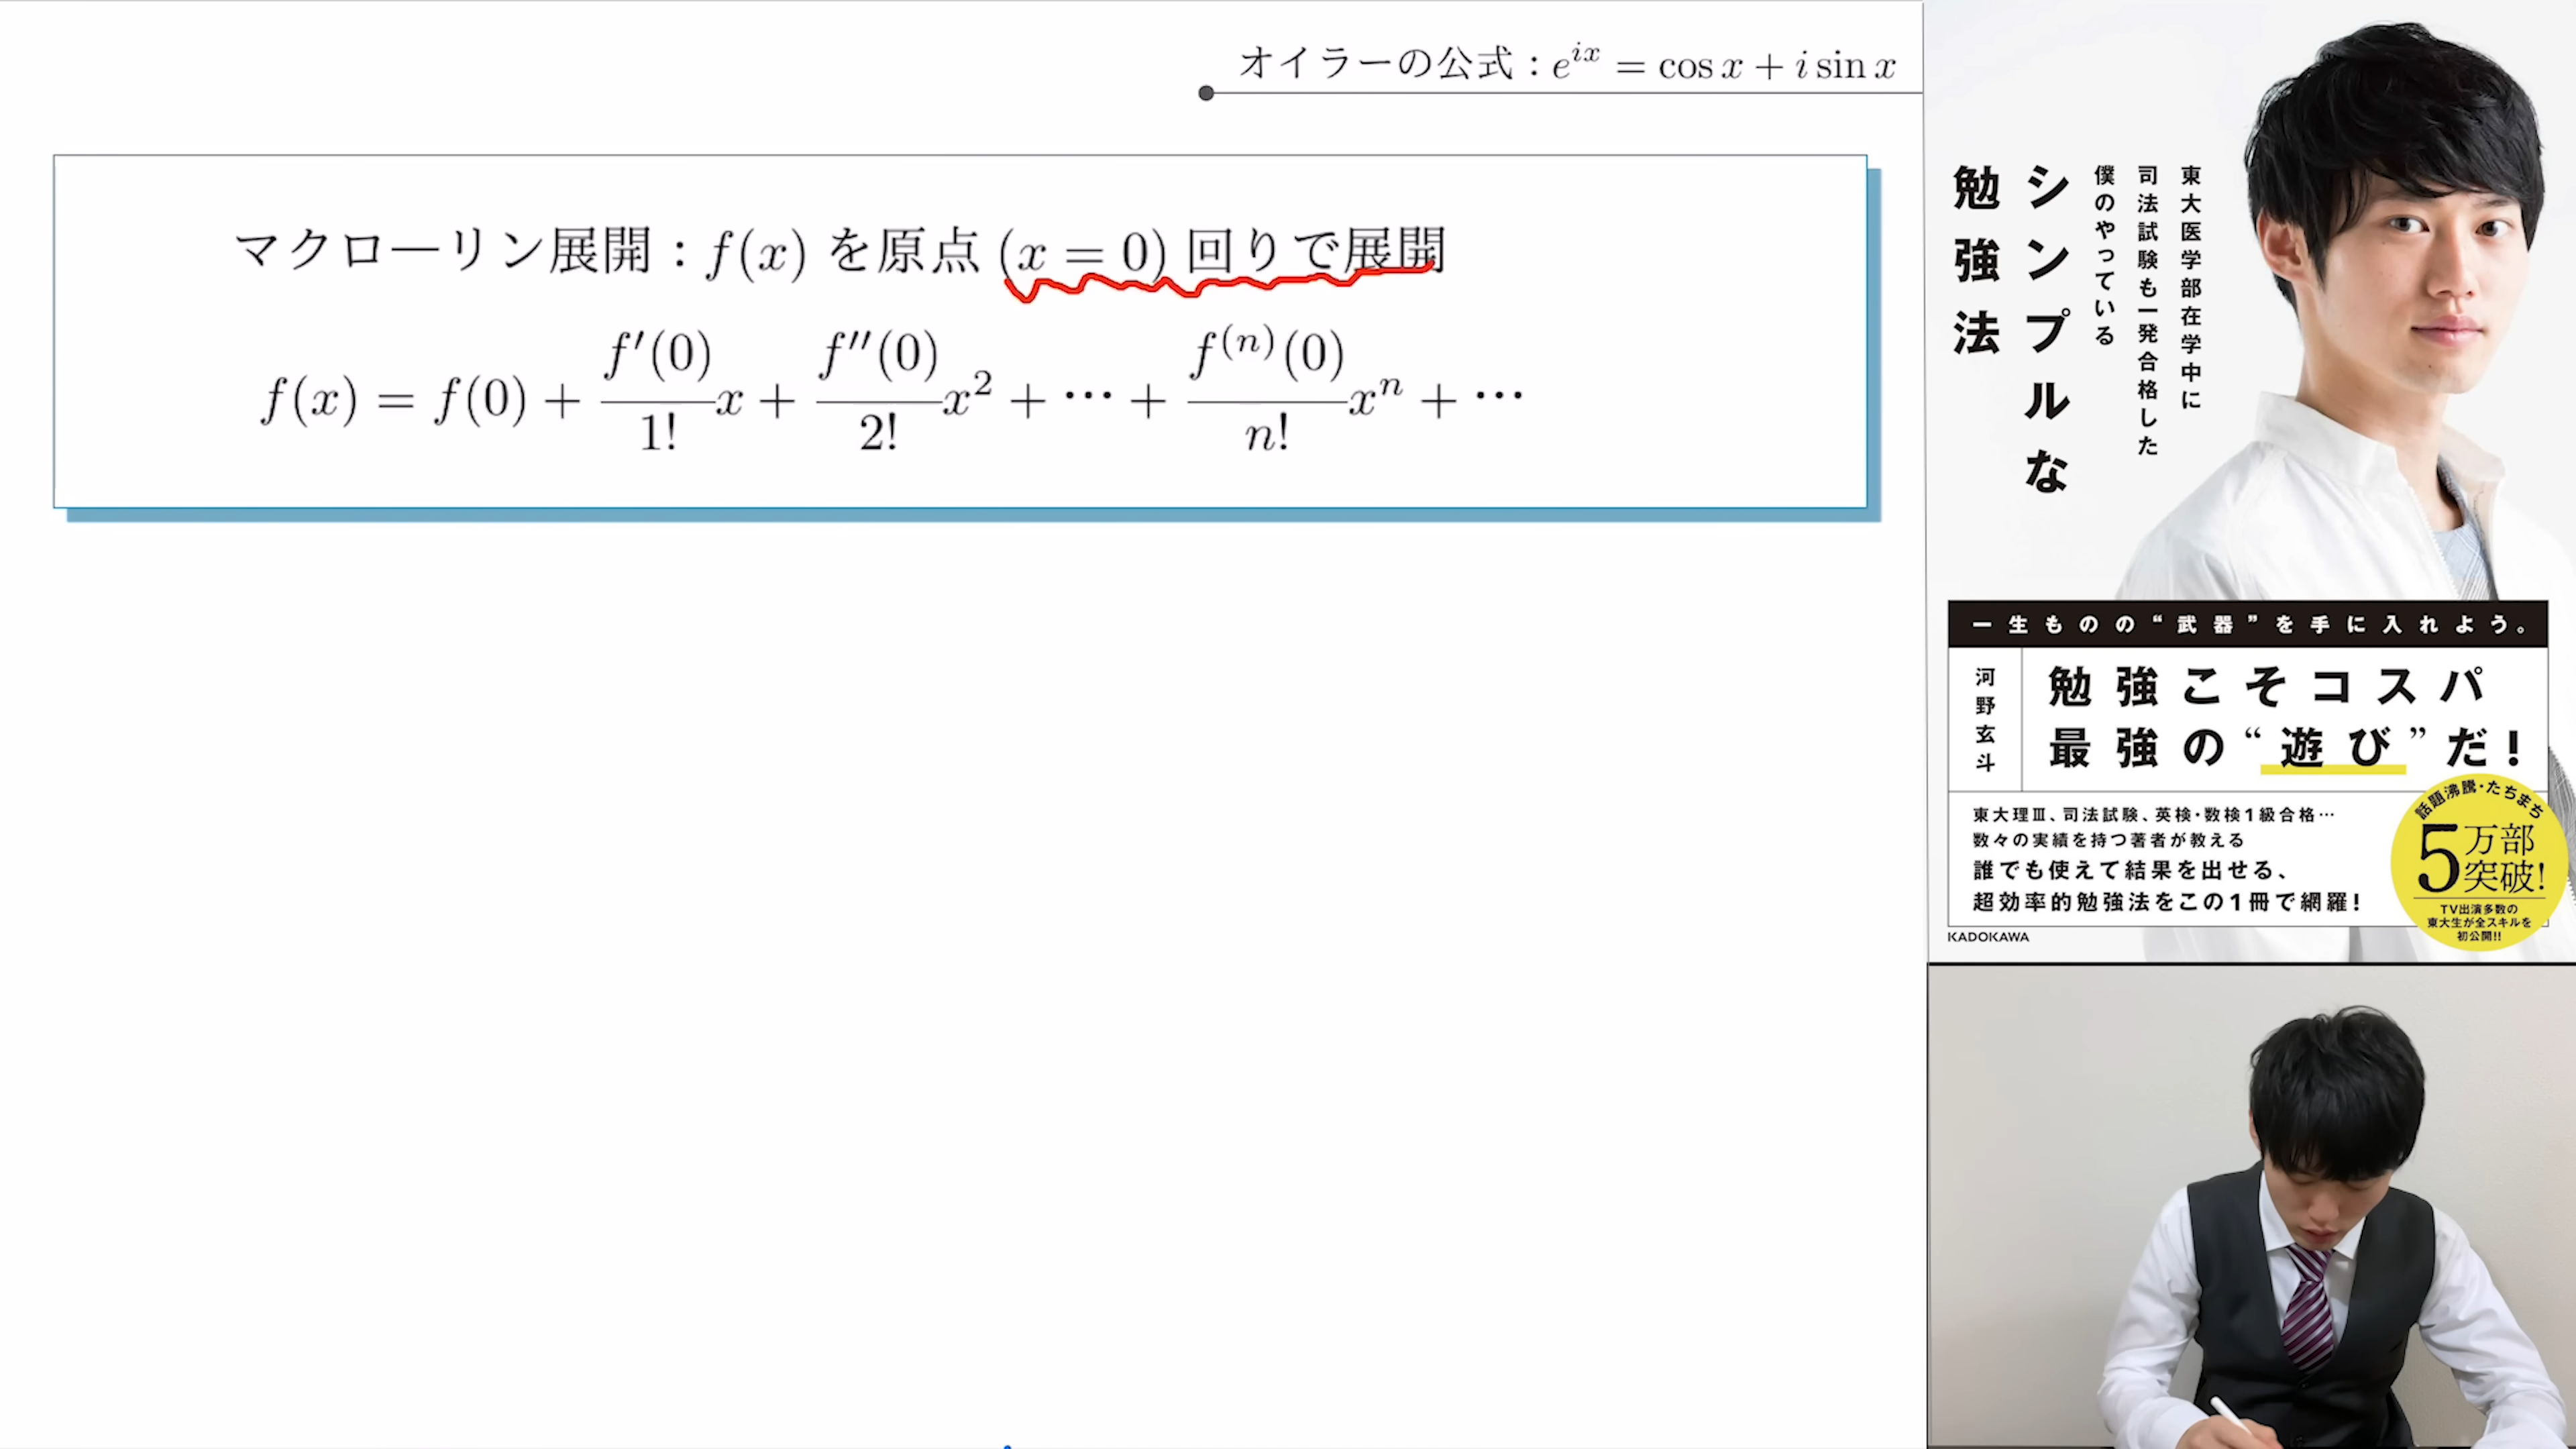 オイラーの公式：e^{ix} = cos x + i sin x
マクローリン展開：f(x) を原点 (x = 0) 回りで展開
f(x) = f(0) + \frac{f'(0)}{1!}x + \frac{f''(0)}{2!}x^2 + ⋯ + \frac{f^{(n)}(0)}{n!}x^n + ⋯
東大医学部在学中に
司法試験も一発合格した
僕のやっている
シンプルな
勉強法
一生ものの“武器”を手に入れよう。
河野玄斗
勉強こそコスパ
最強の“遊び”だ!
東大理Ⅲ、司法試験、英検・数検1級合格…
数々の実績を持つ著者が教える
誰でも使えて結果を出せる、
超効率的勉強法をこの1冊で網羅!
話題沸騰・たちまち
5万部
突破!
TV出演多数の
東大生が全スキルを
初公開!!
KADOKAWA